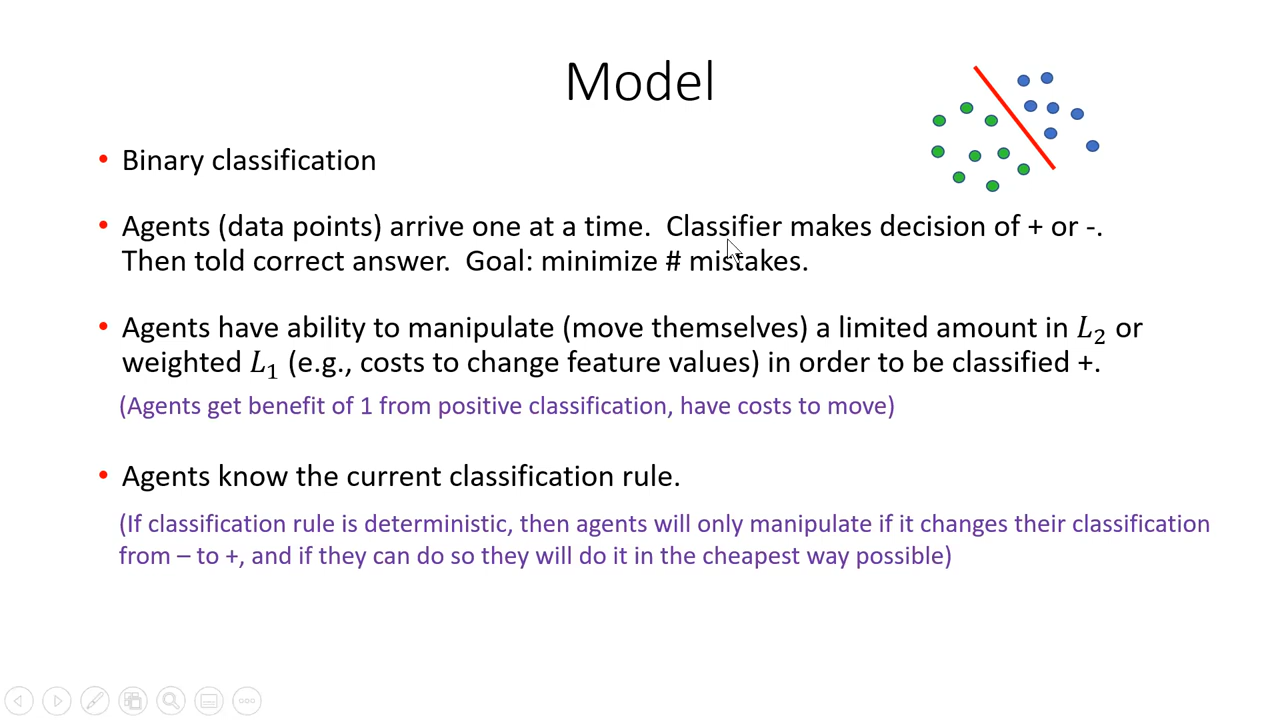 Model
• Binary classification
• Agents (data points) arrive one at a time. Classifier makes decision of + or -.
Then told correct answer. Goal: minimize # mistakes.
• Agents have ability to manipulate (move themselves) a limited amount in L₂ or
weighted L₁ (e.g., costs to change feature values) in order to be classified +.
(Agents get benefit of 1 from positive classification, have costs to move)
• Agents know the current classification rule.
(If classification rule is deterministic, then agents will only manipulate if it changes their classification
from – to +, and if they can do so they will do it in the cheapest way possible)